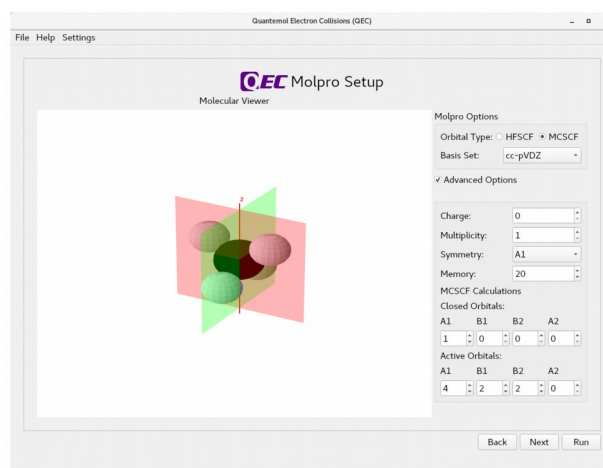 Quantemol Electron Collisions (QEC)
File Help Settings
QEC Molpro Setup
Molecular Viewer
z
Molpro Options
Orbital Type: HFSCF MCSCF
Basis Set: cc-pVDZ
Advanced Options
Charge: 0
Multiplicity: 1
Symmetry: A1
Memory: 20
MCSCF Calculations
Closed Orbitals:
A1 B1 B2 A2
1 0 0 0
Active Orbitals:
A1 B1 B2 A2
4 2 2 0
Back Next Run